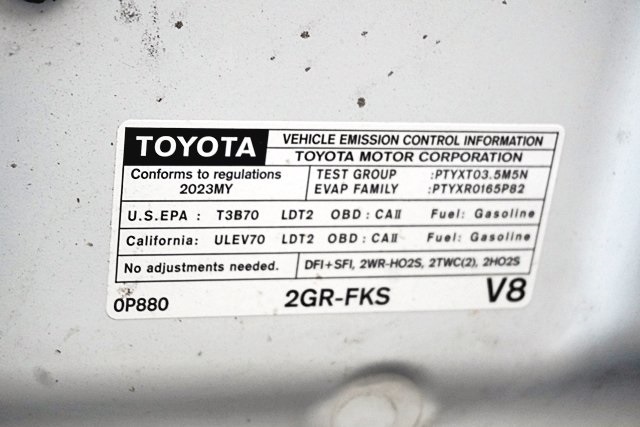 TOYOTA VEHICLE EMISSION CONTROL INFORMATION
TOYOTA MOTOR CORPORATION
Conforms to regulations TEST GROUP :PTYXT03.5M5N
2023MY EVAP FAMILY :PTYXR0165P82
U.S.EPA : T3B70 LDT2 OBD : CAII Fuel: Gasoline
California: ULEV70 LDT2 OBD : CAII Fuel: Gasoline
No adjustments needed. DFI+SFI, 2WR-HO2S, 2TWC(2), 2HO2S
0P880 2GR-FKS V8